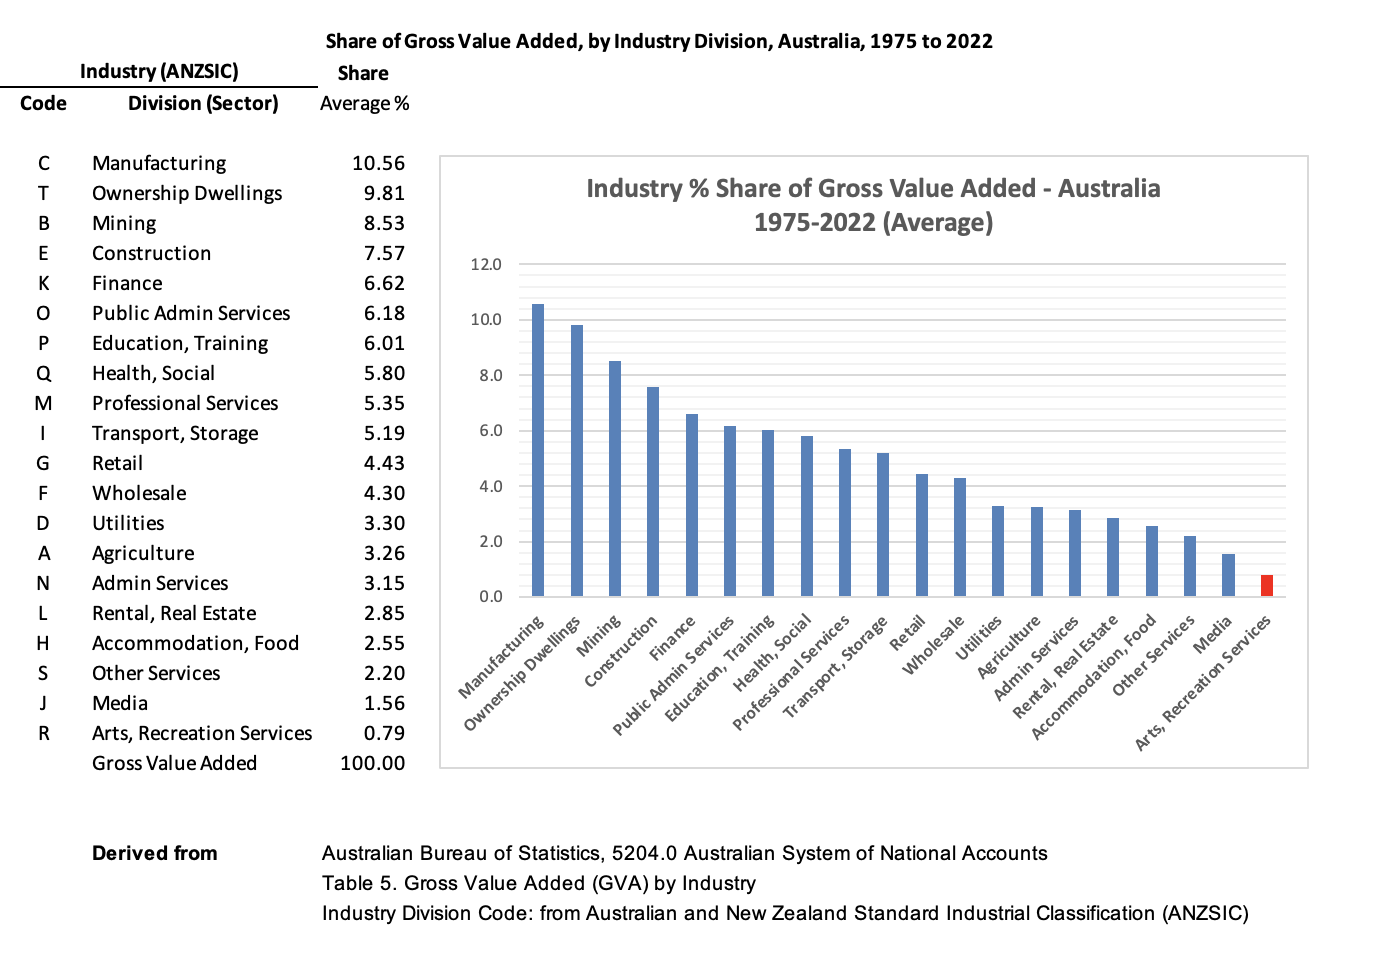 Share of Gross Value Added, by Industry Division, Australia, 1975 to 2022
Industry (ANZSIC) Share
Code Division (Sector) Average %
C Manufacturing 10.56
T Ownership Dwellings 9.81
B Mining 8.53
E Construction 7.57
K Finance 6.62
O Public Admin Services 6.18
P Education, Training 6.01
Q Health, Social 5.80
M Professional Services 5.35
I Transport, Storage 5.19
G Retail 4.43
F Wholesale 4.30
D Utilities 3.30
A Agriculture 3.26
N Admin Services 3.15
L Rental, Real Estate 2.85
H Accommodation, Food 2.55
S Other Services 2.20
J Media 1.56
R Arts, Recreation Services 0.79
Gross Value Added 100.00
Industry % Share of Gross Value Added - Australia
1975-2022 (Average)
12.0
10.0
8.0
6.0
4.0
2.0
0.0
Manufacturing
Ownership Dwellings
Mining
Construction
Finance
Public Admin Services
Education, Training
Health, Social
Professional Services
Transport, Storage
Retail
Wholesale
Utilities
Agriculture
Admin Services
Rental, Real Estate
Accommodation, Food
Other Services
Media
Arts, Recreation Services
Derived from Australian Bureau of Statistics, 5204.0 Australian System of National Accounts
Table 5. Gross Value Added (GVA) by Industry
Industry Division Code: from Australian and New Zealand Standard Industrial Classification (ANZSIC)